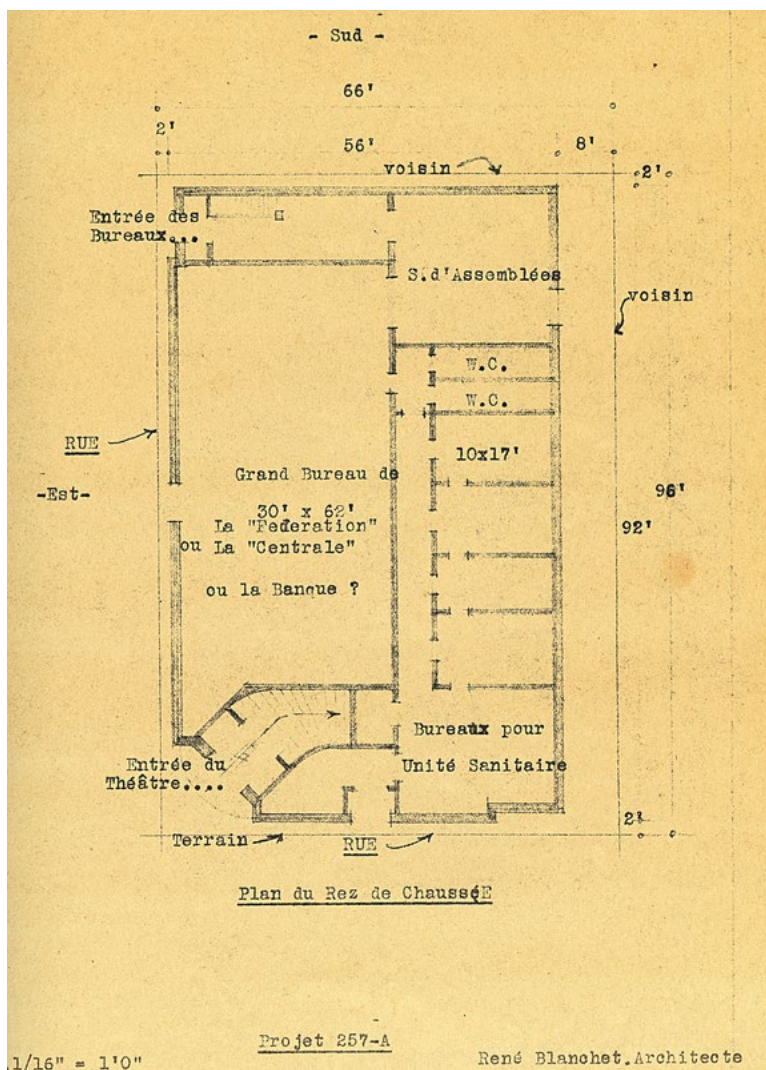 - Sud -
66'
2'
56'
8'
voisin
2'
Entrée des
Bureaux...
S.d'Assemblées
voisin
W.C.
W.C.
RUE
10x17'
-Est-
Grand Bureau de
30' x 62'
La "Federation"
ou La "Centrale"
ou la Banque ?
96'
92'
Bureaux pour
Unité Sanitaire
Entrée du
Théâtre....
2'
Terrain
RUE
Plan du Rez de ChausséE
Projet 257-A
1/16" = 1'0"
René Blanchet.Architecte